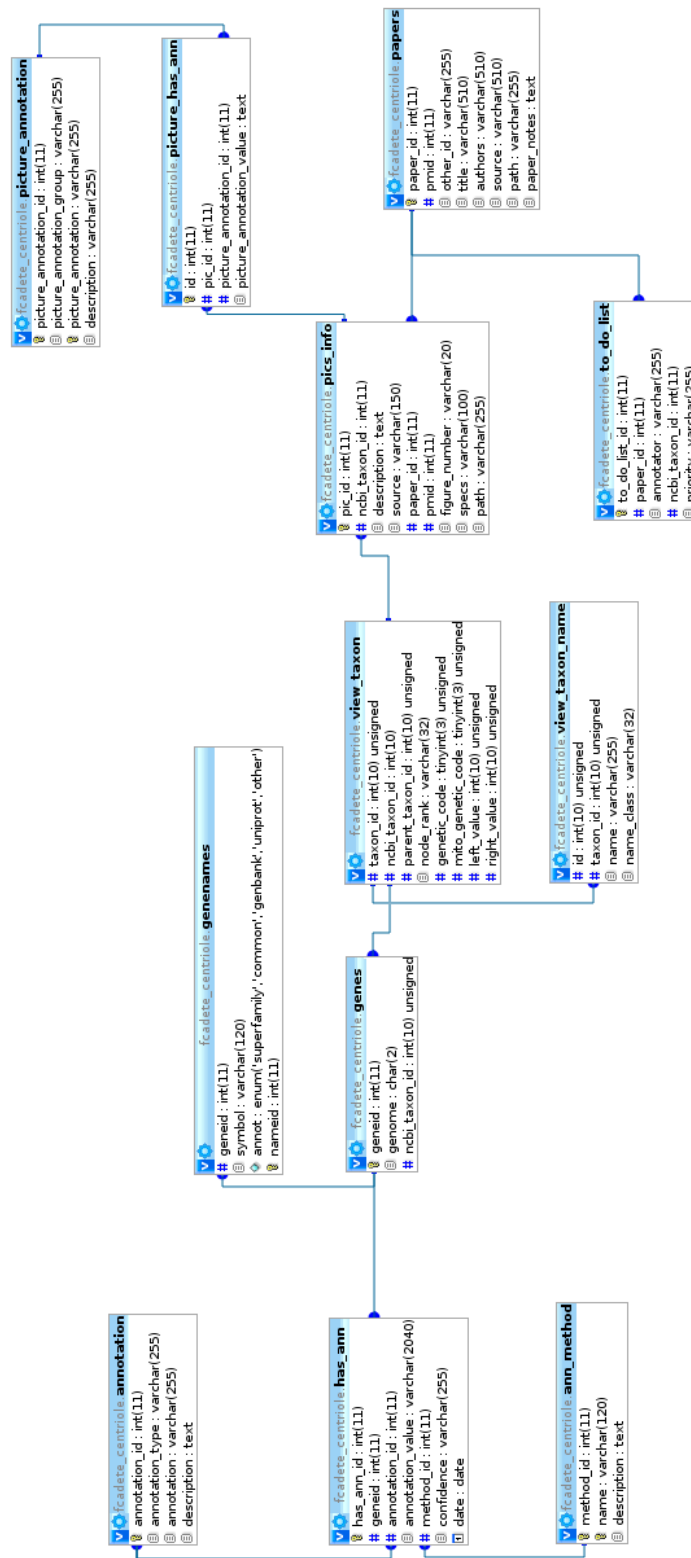 fcadete_centriole.annotation
annotation_id : int(11)
annotation_type : varchar(255)
annotation : varchar(255)
description : text
fcadete_centriole.has_ann
has_ann_id : int(11)
geneid : int(11)
annotation_id : int(11)
annotation_value : varchar(2040)
method_id : int(11)
confidence : varchar(255)
date : date
fcadete_centriole.ann_method
method_id : int(11)
name : varchar(120)
description : text
fcadete_centriole.genenames
geneid : int(11)
symbol : varchar(120)
annot : enum('superfamily','common','genbank','uniprot','other')
nameid : int(11)
fcadete_centriole.genes
geneid : int(11)
genome : char(2)
ncbi_taxon_id : int(10) unsigned
fcadete_centriole.view_taxon
taxon_id : int(10) unsigned
ncbi_taxon_id : int(10)
parent_taxon_id : int(10) unsigned
node_rank : varchar(32)
genetic_code : tinyint(3) unsigned
mito_genetic_code : tinyint(3) unsigned
left_value : int(10) unsigned
right_value : int(10) unsigned
fcadete_centriole.view_taxon_name
id : int(10) unsigned
taxon_id : int(10) unsigned
name : varchar(255)
name_class : varchar(32)
fcadete_centriole.pics_info
pic_id : int(11)
ncbi_taxon_id : int(11)
description : text
source : varchar(150)
paper_id : int(11)
pmid : int(11)
figure_number : varchar(20)
specs : varchar(100)
path : varchar(255)
fcadete_centriole.to_do_list
to_do_list_id : int(11)
paper_id : int(11)
annotator : varchar(255)
ncbi_taxon_id : int(11)
priority : varchar(255)
fcadete_centriole.picture_annotation
picture_annotation_id : int(11)
picture_annotation_group : varchar(255)
picture_annotation : varchar(255)
description : varchar(255)
fcadete_centriole.picture_has_ann
id : int(11)
pic_id : int(11)
picture_annotation_id : int(11)
picture_annotation_value : text
fcadete_centriole.papers
paper_id : int(11)
pmid : int(11)
other_id : varchar(255)
title : varchar(510)
authors : varchar(510)
source : varchar(510)
path : varchar(255)
paper_notes : text